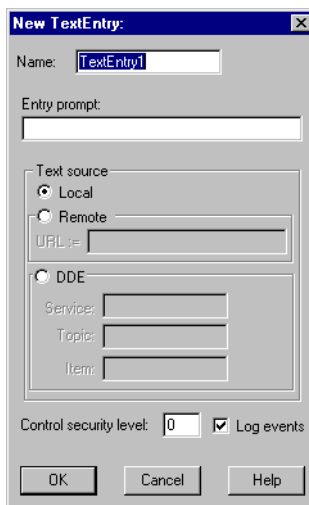 New TextEntry:
Name: TextEntry1
Entry prompt:
Text source
Local
Remote
URL :=
DDE
Service:
Topic:
Item:
Control security level: 0 Log events
OK Cancel Help